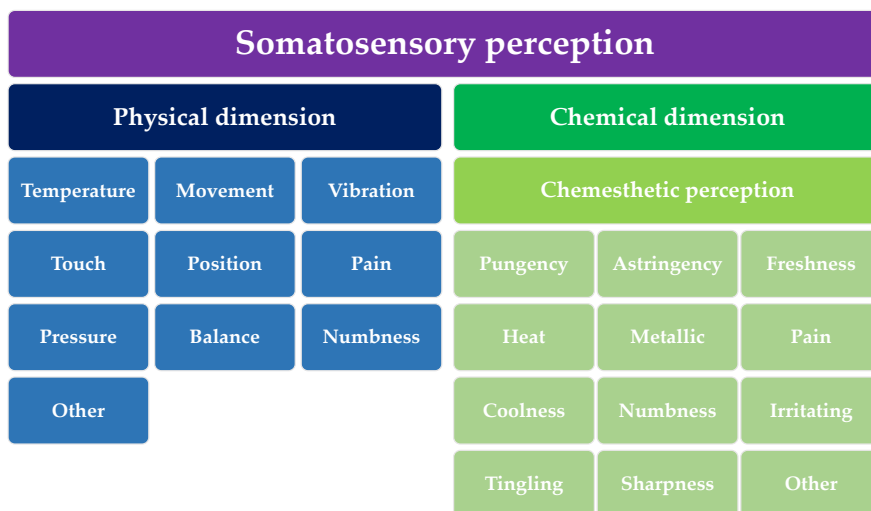 Somatosensory perception
Physical dimension
Chemical dimension
Temperature
Movement
Vibration
Chemesthetic perception
Touch
Position
Pain
Pungency
Astringency
Freshness
Pressure
Balance
Numbness
Heat
Metallic
Pain
Other
Coolness
Numbness
Irritating
Tingling
Sharpness
Other